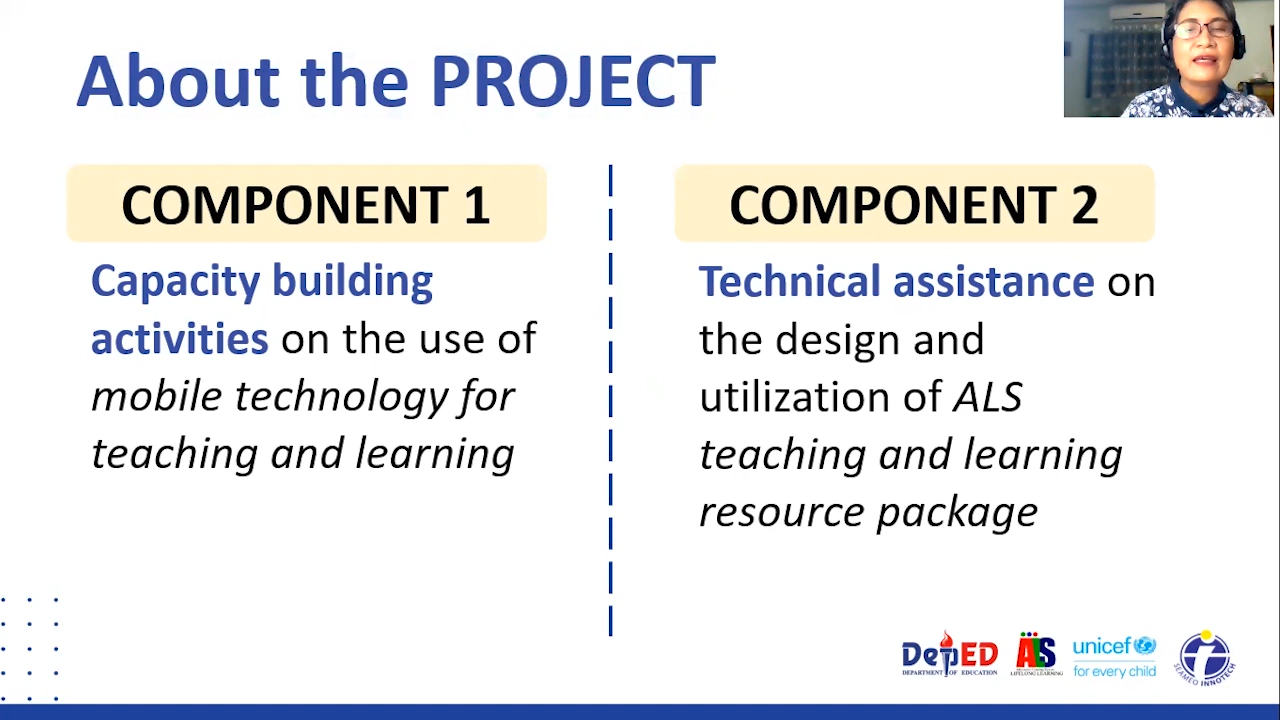 About the PROJECT
COMPONENT 1
Capacity building
activities on the use of
mobile technology for
teaching and learning
COMPONENT 2
Technical assistance on
the design and
utilization of ALS
teaching and learning
resource package
DepED
DEPARTMENT OF EDUCATION
ALS
LIFELONG LEARNING
unicef
for every child
SEAMEO INNOTECH